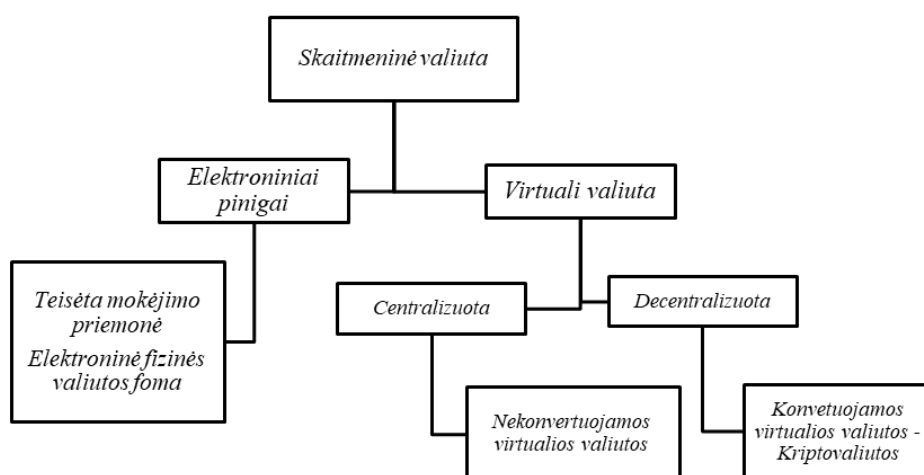 Skaitmeninė valiuta
Elektroniniai
pinigai
Virtuali valiuta
Teisėta mokėjimo
priemonė
Elektroninė fizinės
valiutos foma
Centralizuota
Decentralizuota
Nekonvertuojamos
virtualios valiutos
Konvetuojamos
virtualios valiutos -
Kriptovaliutos